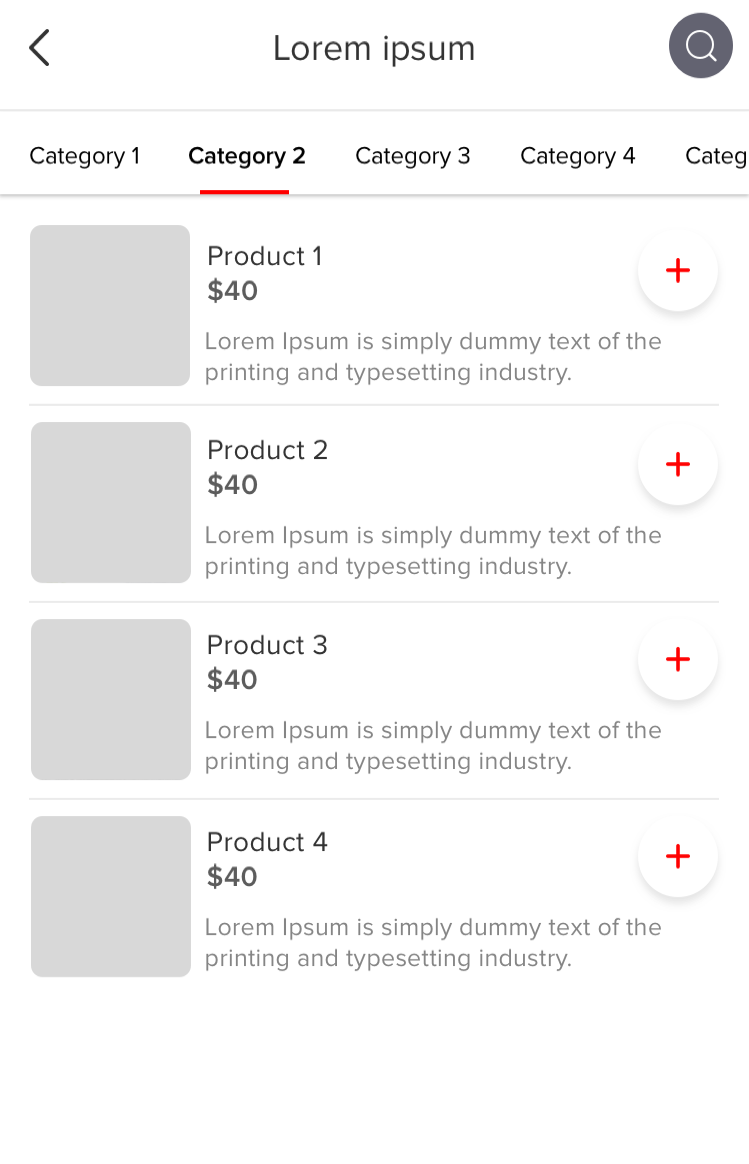 Lorem ipsum
Category 1 Category 2 Category 3 Category 4 Categ
Product 1
$40
Lorem Ipsum is simply dummy text of the
printing and typesetting industry.
Product 2
$40
Lorem Ipsum is simply dummy text of the
printing and typesetting industry.
Product 3
$40
Lorem Ipsum is simply dummy text of the
printing and typesetting industry.
Product 4
$40
Lorem Ipsum is simply dummy text of the
printing and typesetting industry.